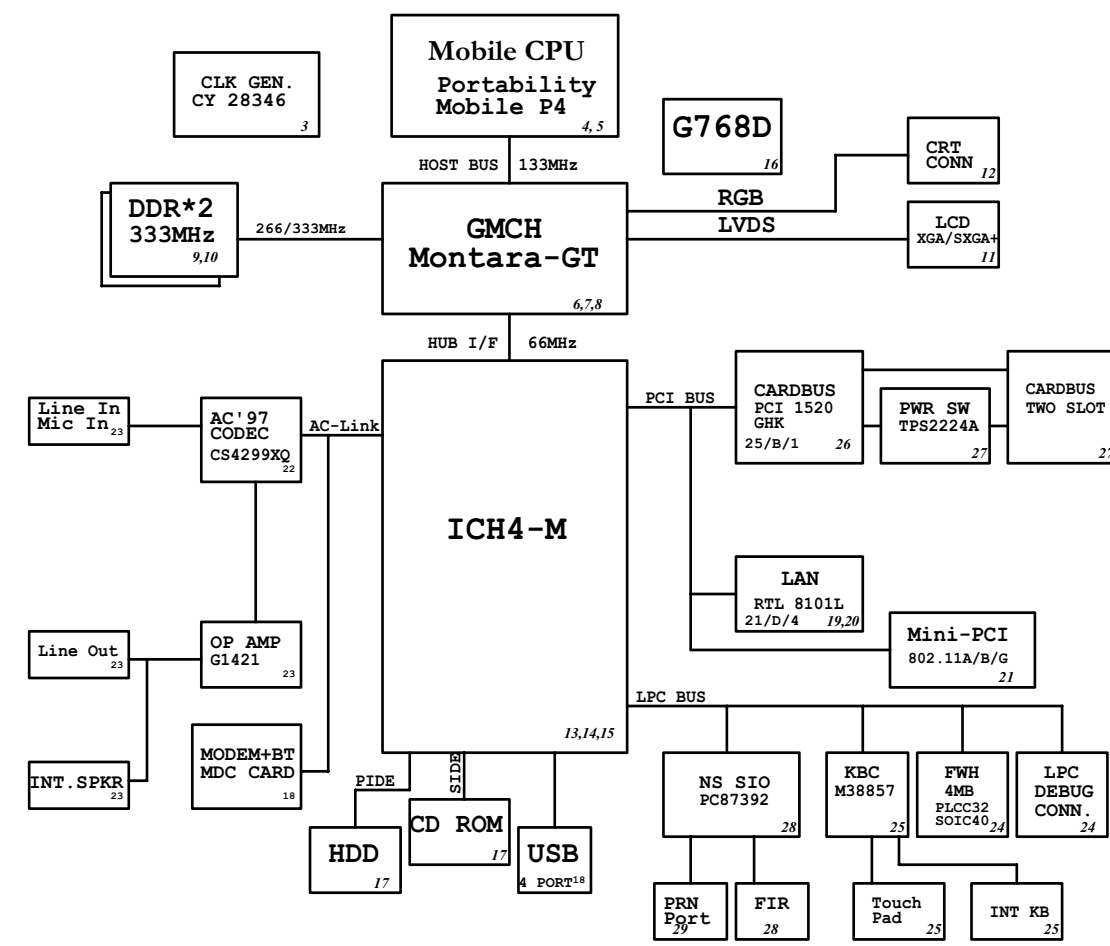 CLK GEN.
CY 28346
3
Mobile CPU
Portability
Mobile P4
4, 5
G768D
16
CRT
CONN
12
HOST BUS
133MHz
DDR*2
333MHz
9,10
266/333MHz
GMCH
Montara-GT
6,7,8
RGB
LVDS
LCD
XGA/SXGA+
11
HUB I/F
66MHz
Line In
Mic In
23
AC'97
CODEC
CS4299XQ
22
AC-Link
ICH4-M
13,14,15
PCI BUS
CARDBUS
PCI 1520
GHK
25/B/1
26
PWR SW
TPS2224A
27
CARDBUS
TWO SLOT
27
LAN
RTL 8101L
21/D/4
19,20
Mini-PCI
802.11A/B/G
21
Line Out
23
OP AMP
G1421
23
INT.SPKR
23
MODEM+BT
MDC CARD
18
LPC BUS
PIDE
SIDE
HDD
17
CD ROM
17
USB
4 PORT
18
NS SIO
PC87392
28
KBC
M38857
25
FWH
4MB
PLCC32
SOIC40
24
LPC
DEBUG
CONN.
24
PRN
Port
29
FIR
28
Touch
Pad
25
INT KB
25